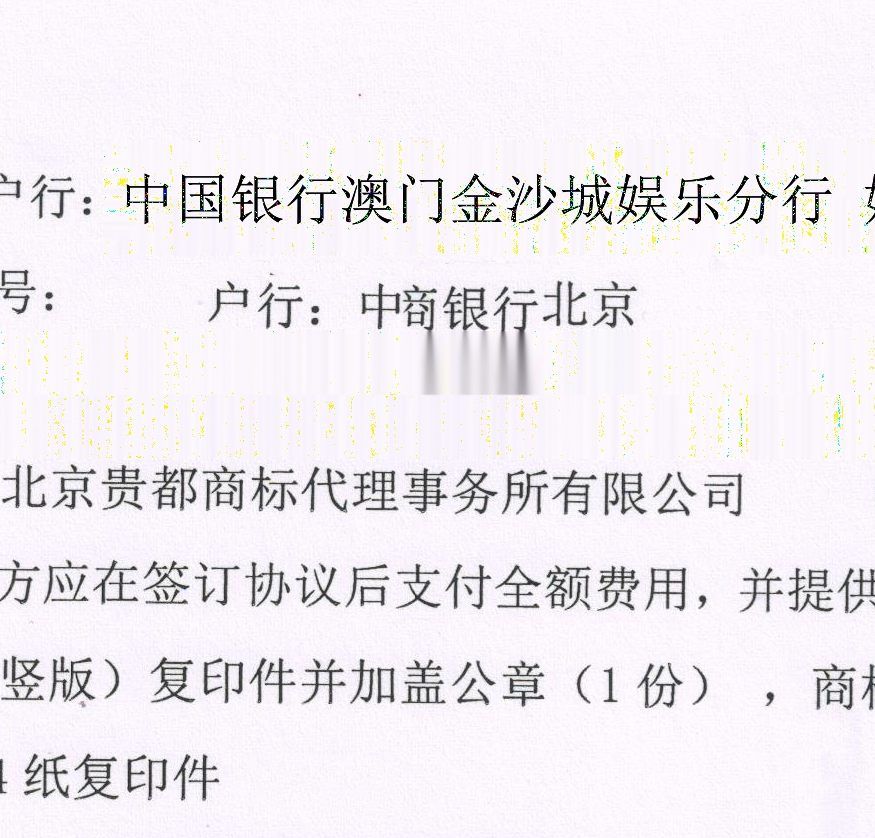 户行：中国银行澳门金沙城娱乐分行
号：
户行：中商银行北京
北京贵都商标代理事务所有限公司
方应在签订协议后支付全额费用，并提供
竖版）复印件并加盖公章（1份），商标
4纸复印件